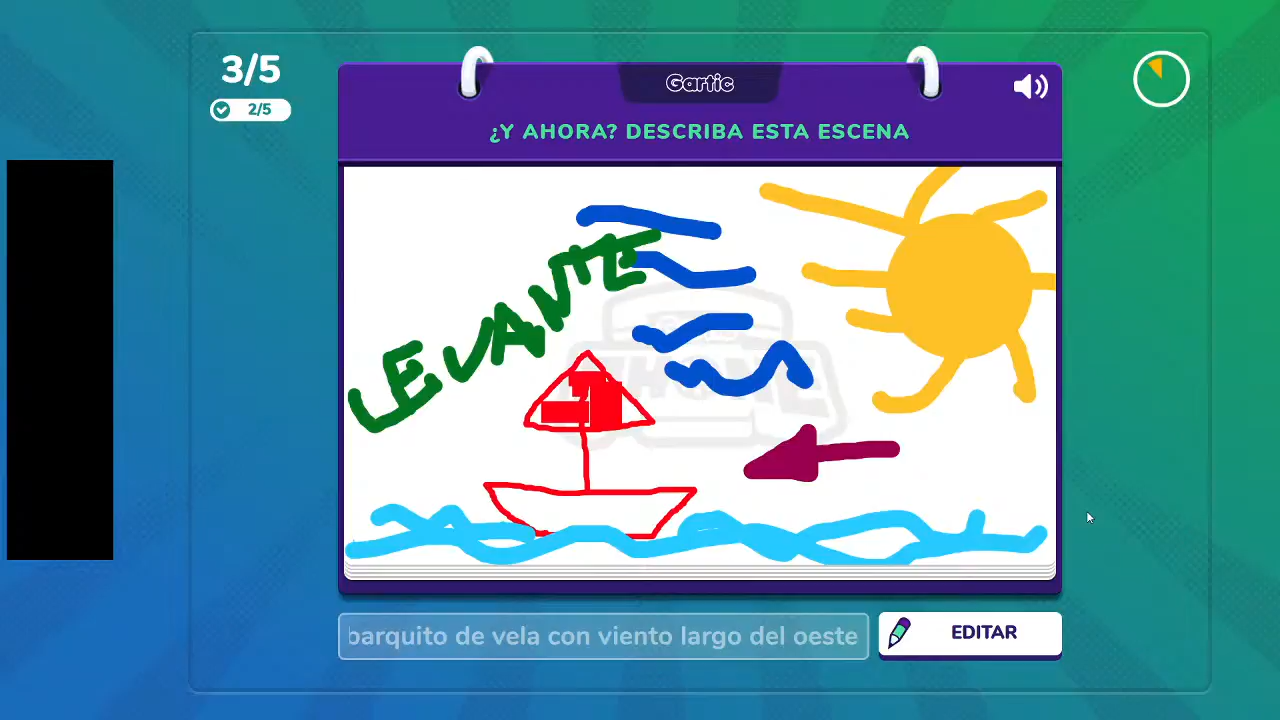 3/5
2/5
Gartic
¿Y AHORA? DESCRIBA ESTA ESCENA
LEVANTE
barquito de vela con viento largo del oeste
EDITAR